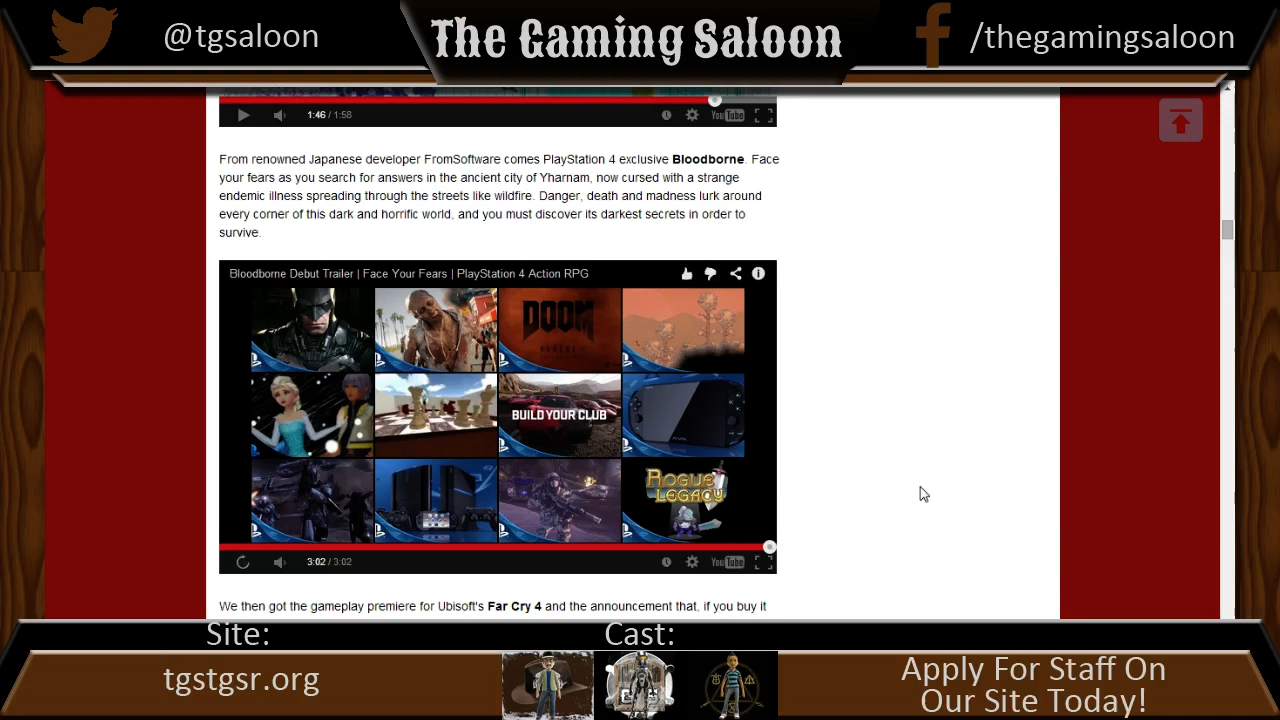 @tgsaloon
The Gaming Saloon
/thegamingsaloon
1:46 / 1:58
YouTube
From renowned Japanese developer FromSoftware comes PlayStation 4 exclusive Bloodborne. Face
your fears as you search for answers in the ancient city of Yharnam, now cursed with a strange
endemic illness spreading through the streets like wildfire. Danger, death and madness lurk around
every corner of this dark and horrific world, and you must discover its darkest secrets in order to
survive.
Bloodborne Debut Trailer | Face Your Fears | PlayStation 4 Action RPG
DOOM
BUILD YOUR CLUB
ROGUE
LEGACY
3:02 / 3:02
YouTube
We then got the gameplay premiere for Ubisoft's Far Cry 4 and the announcement that, if you buy it
Site:
Cast:
tgstgsr.org
Apply For Staff On
Our Site Today!